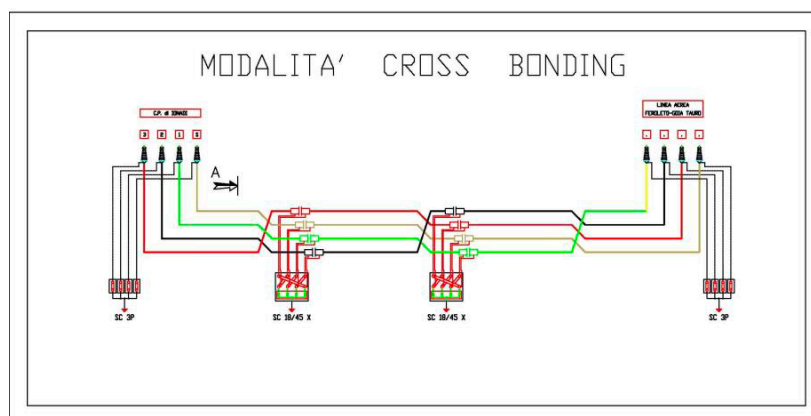 MODALITA' CROSS BONDING
C.P. di IONADI
LINEA AEREA
FEROLETO-GIOIA TAURO
3 2 1 S
. . . .
A
SC 3P
SC 18/45 X
SC 18/45 X
SC 3P